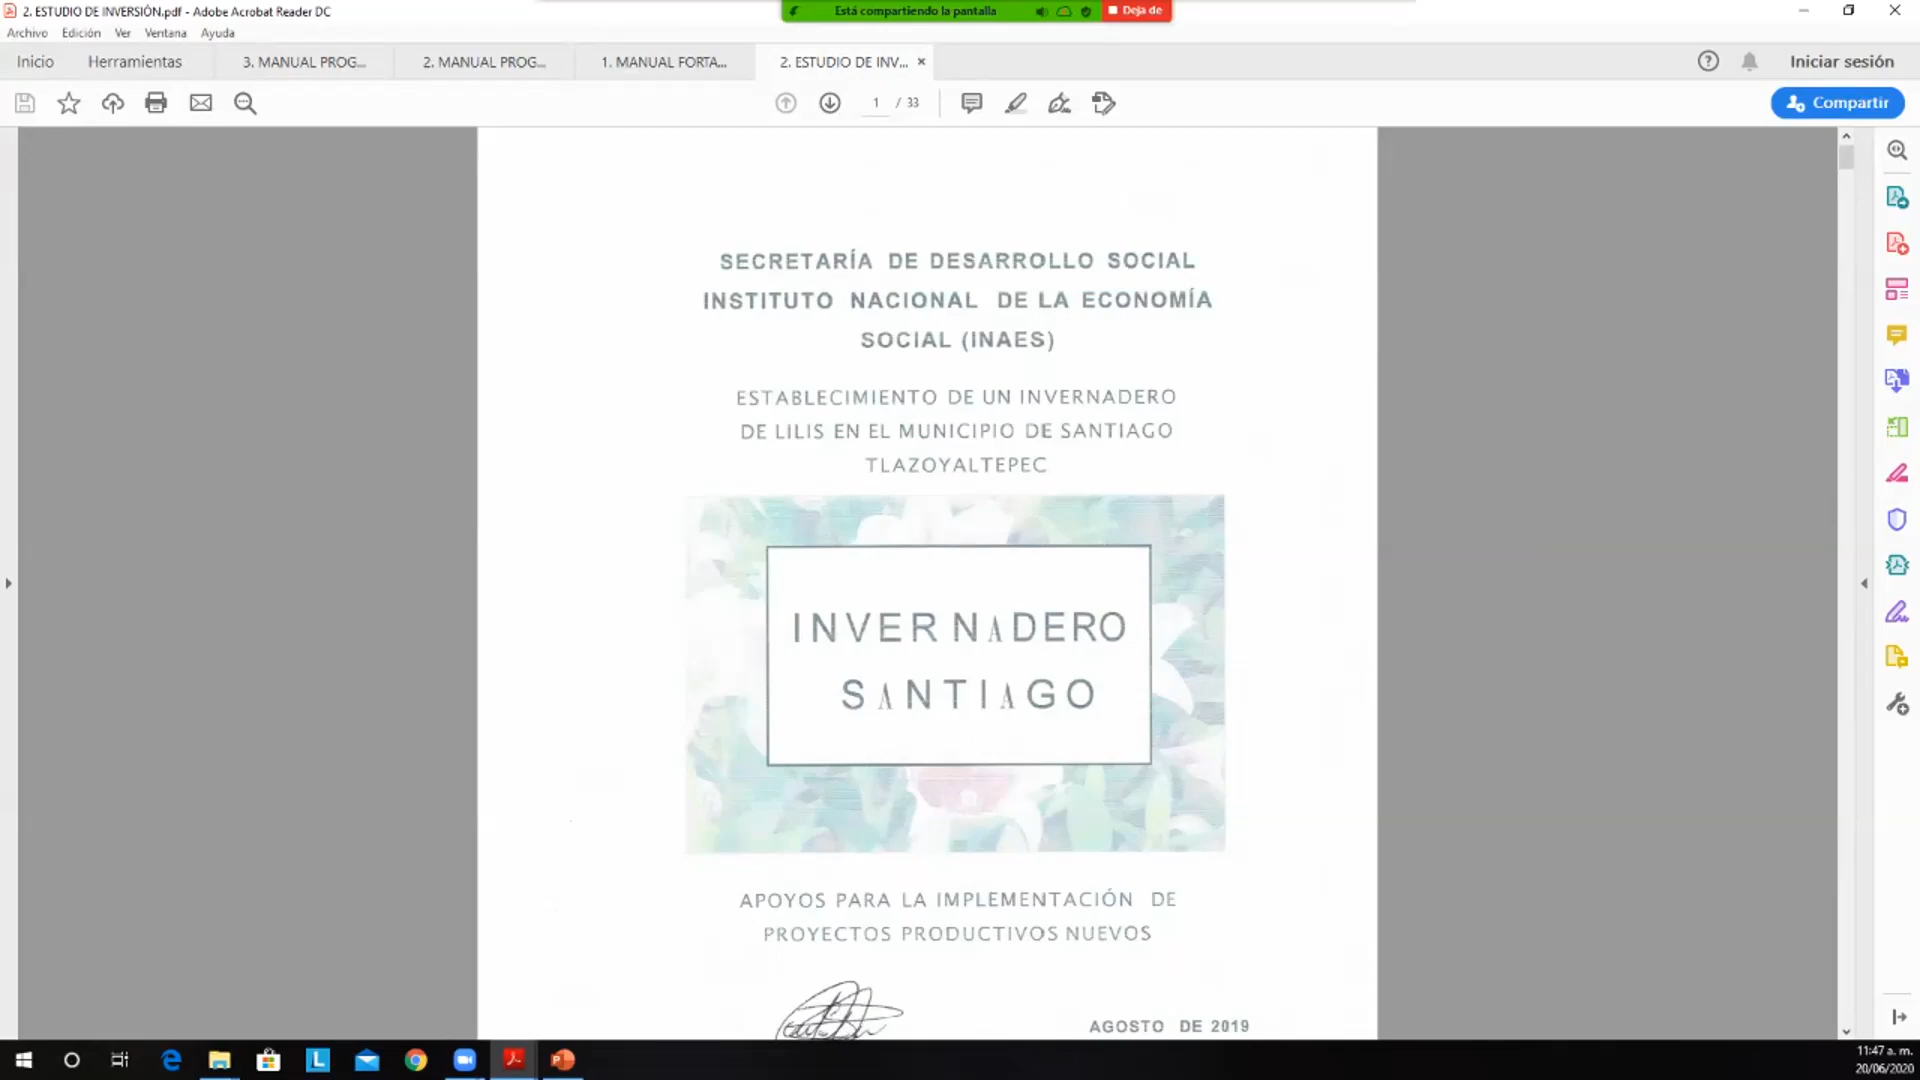 2. ESTUDIO DE INVERSIÓN.pdf - Adobe Acrobat Reader DC
Está compartiendo la pantalla
Deja de
Archivo Edición Ver Ventana Ayuda
Inicio Herramientas 3. MANUAL PROG... 2. MANUAL PROG... 1. MANUAL FORTA... 2. ESTUDIO DE INV... × Iniciar sesión
1 / 33 Compartir
SECRETARÍA DE DESARROLLO SOCIAL
INSTITUTO NACIONAL DE LA ECONOMÍA
SOCIAL (INAES)
ESTABLECIMIENTO DE UN INVERNADERO
DE LILIS EN EL MUNICIPIO DE SANTIAGO
TLAZOYALTEPEC
INVERNADERO
SANTIAGO
APOYOS PARA LA IMPLEMENTACIÓN DE
PROYECTOS PRODUCTIVOS NUEVOS
AGOSTO DE 2019
11:47 a. m.
20/06/2020